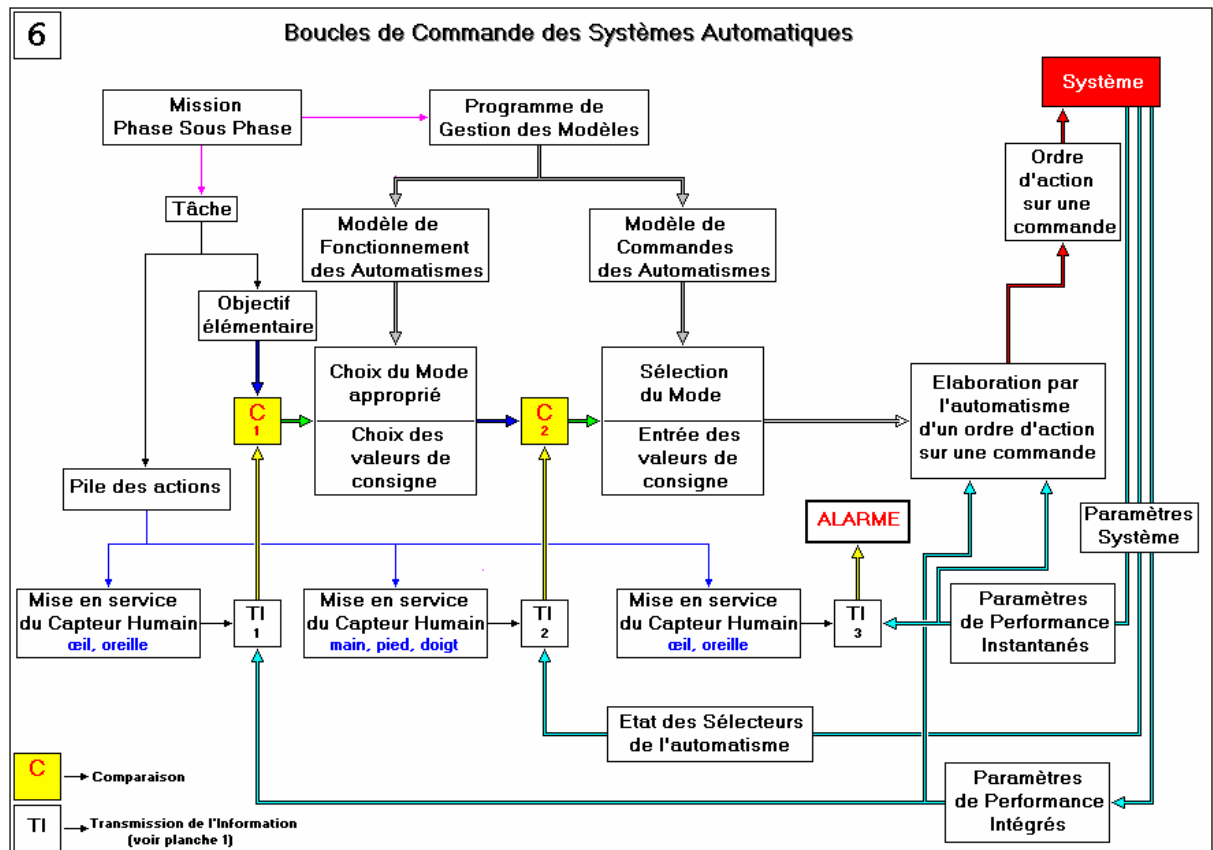 6
Boucles de Commande des Systèmes Automatiques
Système
Mission
Phase Sous Phase
Programme de
Gestion des Modèles
Ordre
d'action
sur une
commande
Tâche
Modèle de
Fonctionnement
des Automatismes
Modèle de
Commandes
des Automatismes
Objectif
élémentaire
Choix du Mode
approprié
Choix des
valeurs de
consigne
Sélection
du Mode
Entrée des
valeurs de
consigne
Elaboration par
l'automatisme
d'un ordre d'action
sur une commande
C
1
C
2
Pile des actions
ALARME
Paramètres
Système
Mise en service
du Capteur Humain
œil, oreille
TI
1
Mise en service
du Capteur Humain
main, pied, doigt
TI
2
Mise en service
du Capteur Humain
œil, oreille
TI
3
Paramètres
de Performance
Instantanés
Etat des Sélecteurs
de l'automatisme
Paramètres
de Performance
Intégrés
C
Comparaison
TI
Transmission de l'Information
(voir planche 1)